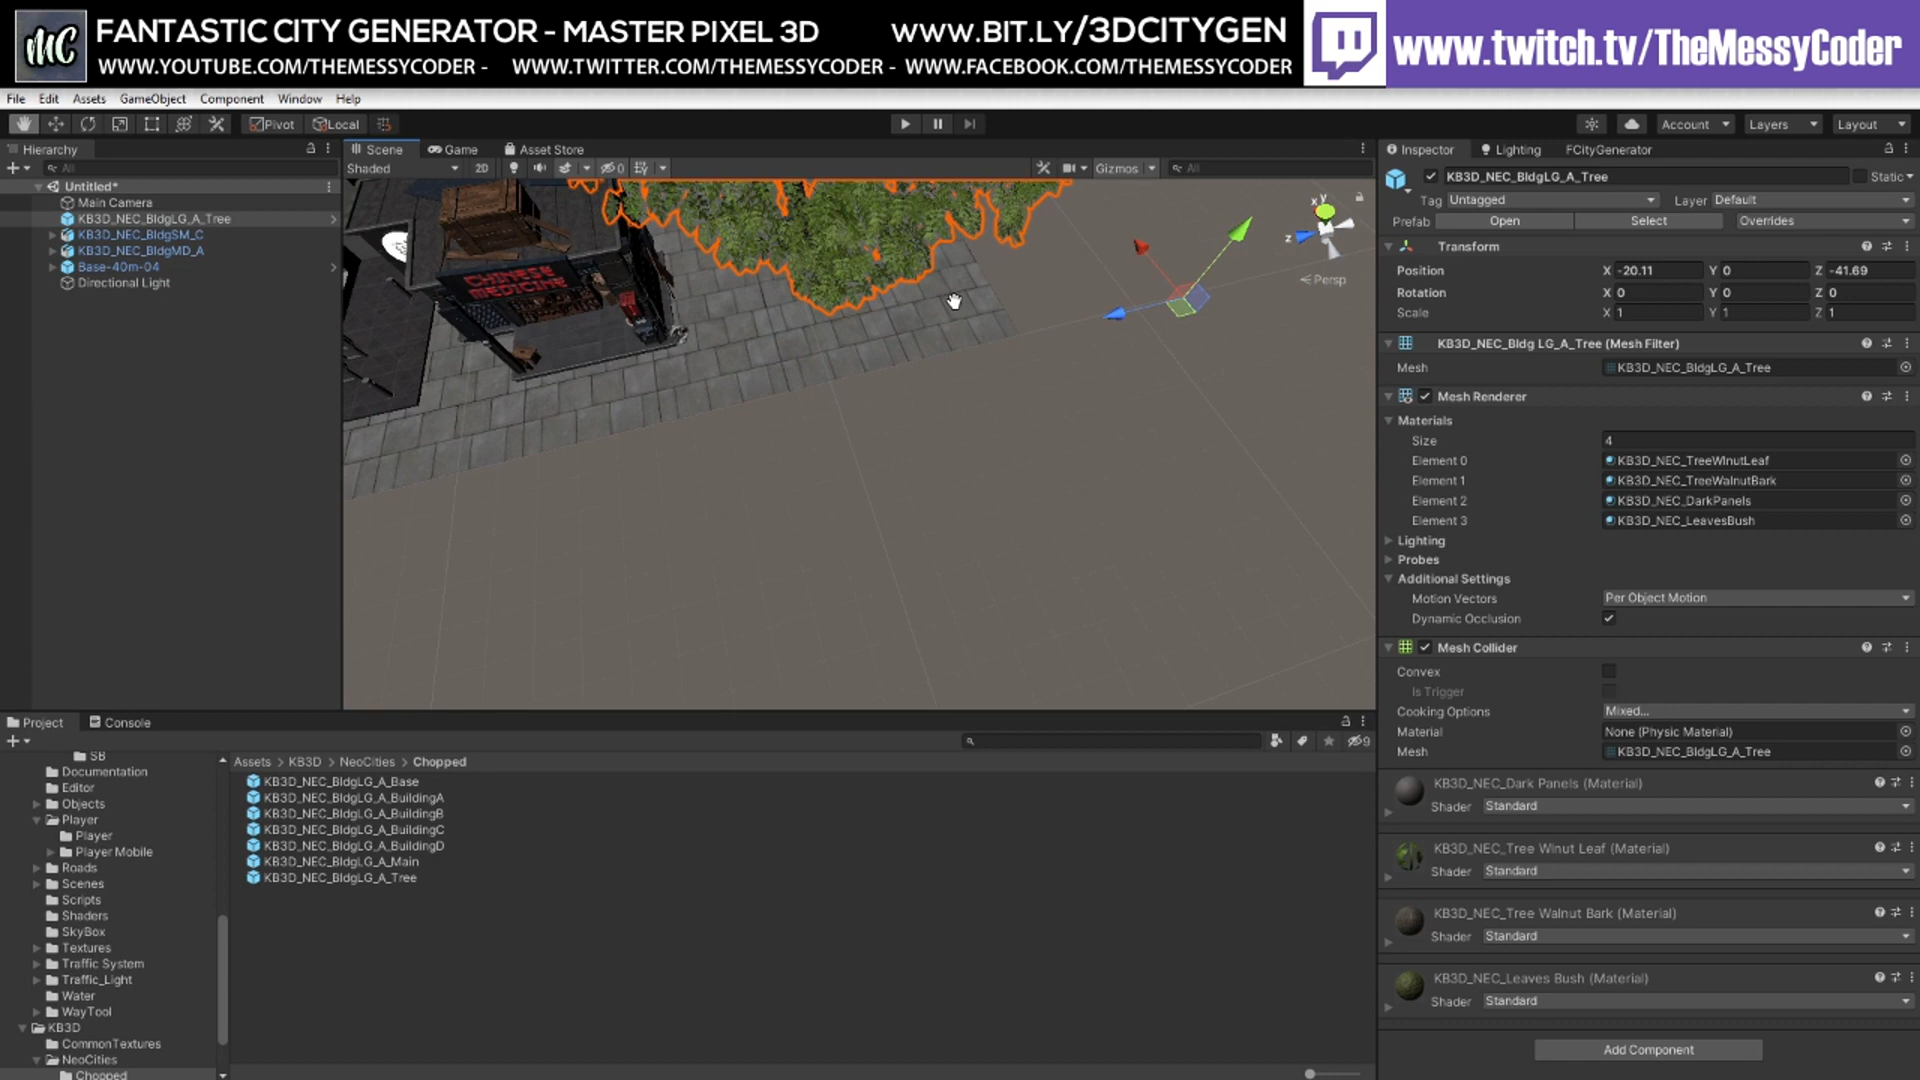 mc FANTASTIC CITY GENERATOR - MASTER PIXEL 3D WWW.BIT.LY/3DCITYGEN
WWW.YOUTUBE.COM/THEMESSYCODER - WWW.TWITTER.COM/THEMESSYCODER - WWW.FACEBOOK.COM/THEMESSYCODER
www.twitch.tv/TheMessyCoder
File Edit Assets GameObject Component Window Help
Pivot Local Account Layers Layout
Hierarchy
All
Untitled*
Main Camera
KB3D_NEC_BldgLG_A_Tree
KB3D_NEC_BldgSM_C
KB3D_NEC_BldgMD_A
Base-40m-04
Directional Light
Scene Game Asset Store
Shaded 2D 0 Gizmos All
CHINESE
MEDICINE
x y
z
Persp
Inspector Lighting FCityGenerator
KB3D_NEC_BldgLG_A_Tree Static
Tag Untagged Layer Default
Prefab Open Select Overrides
Transform
Position X -20.11 Y 0 Z -41.69
Rotation X 0 Y 0 Z 0
Scale X 1 Y 1 Z 1
KB3D_NEC_Bldg LG_A_Tree (Mesh Filter)
Mesh KB3D_NEC_BldgLG_A_Tree
Mesh Renderer
Materials
Size 4
Element 0 KB3D_NEC_TreeWlnutLeaf
Element 1 KB3D_NEC_TreeWalnutBark
Element 2 KB3D_NEC_DarkPanels
Element 3 KB3D_NEC_LeavesBush
Lighting
Probes
Additional Settings
Motion Vectors Per Object Motion
Dynamic Occlusion
Mesh Collider
Convex
Is Trigger
Cooking Options Mixed...
Material None (Physic Material)
Mesh KB3D_NEC_BldgLG_A_Tree
KB3D_NEC_Dark Panels (Material)
Shader Standard
KB3D_NEC_Tree Wlnut Leaf (Material)
Shader Standard
KB3D_NEC_Tree Walnut Bark (Material)
Shader Standard
KB3D_NEC_Leaves Bush (Material)
Shader Standard
Add Component
Project Console
9
SB
Documentation
Editor
Objects
Player
Player
Player Mobile
Roads
Scenes
Scripts
Shaders
SkyBox
Textures
Traffic System
Traffic_Light
Water
WayTool
KB3D
CommonTextures
NeoCities
Chopped
Assets > KB3D > NeoCities > Chopped
KB3D_NEC_BldgLG_A_Base
KB3D_NEC_BldgLG_A_BuildingA
KB3D_NEC_BldgLG_A_BuildingB
KB3D_NEC_BldgLG_A_BuildingC
KB3D_NEC_BldgLG_A_BuildingD
KB3D_NEC_BldgLG_A_Main
KB3D_NEC_BldgLG_A_Tree